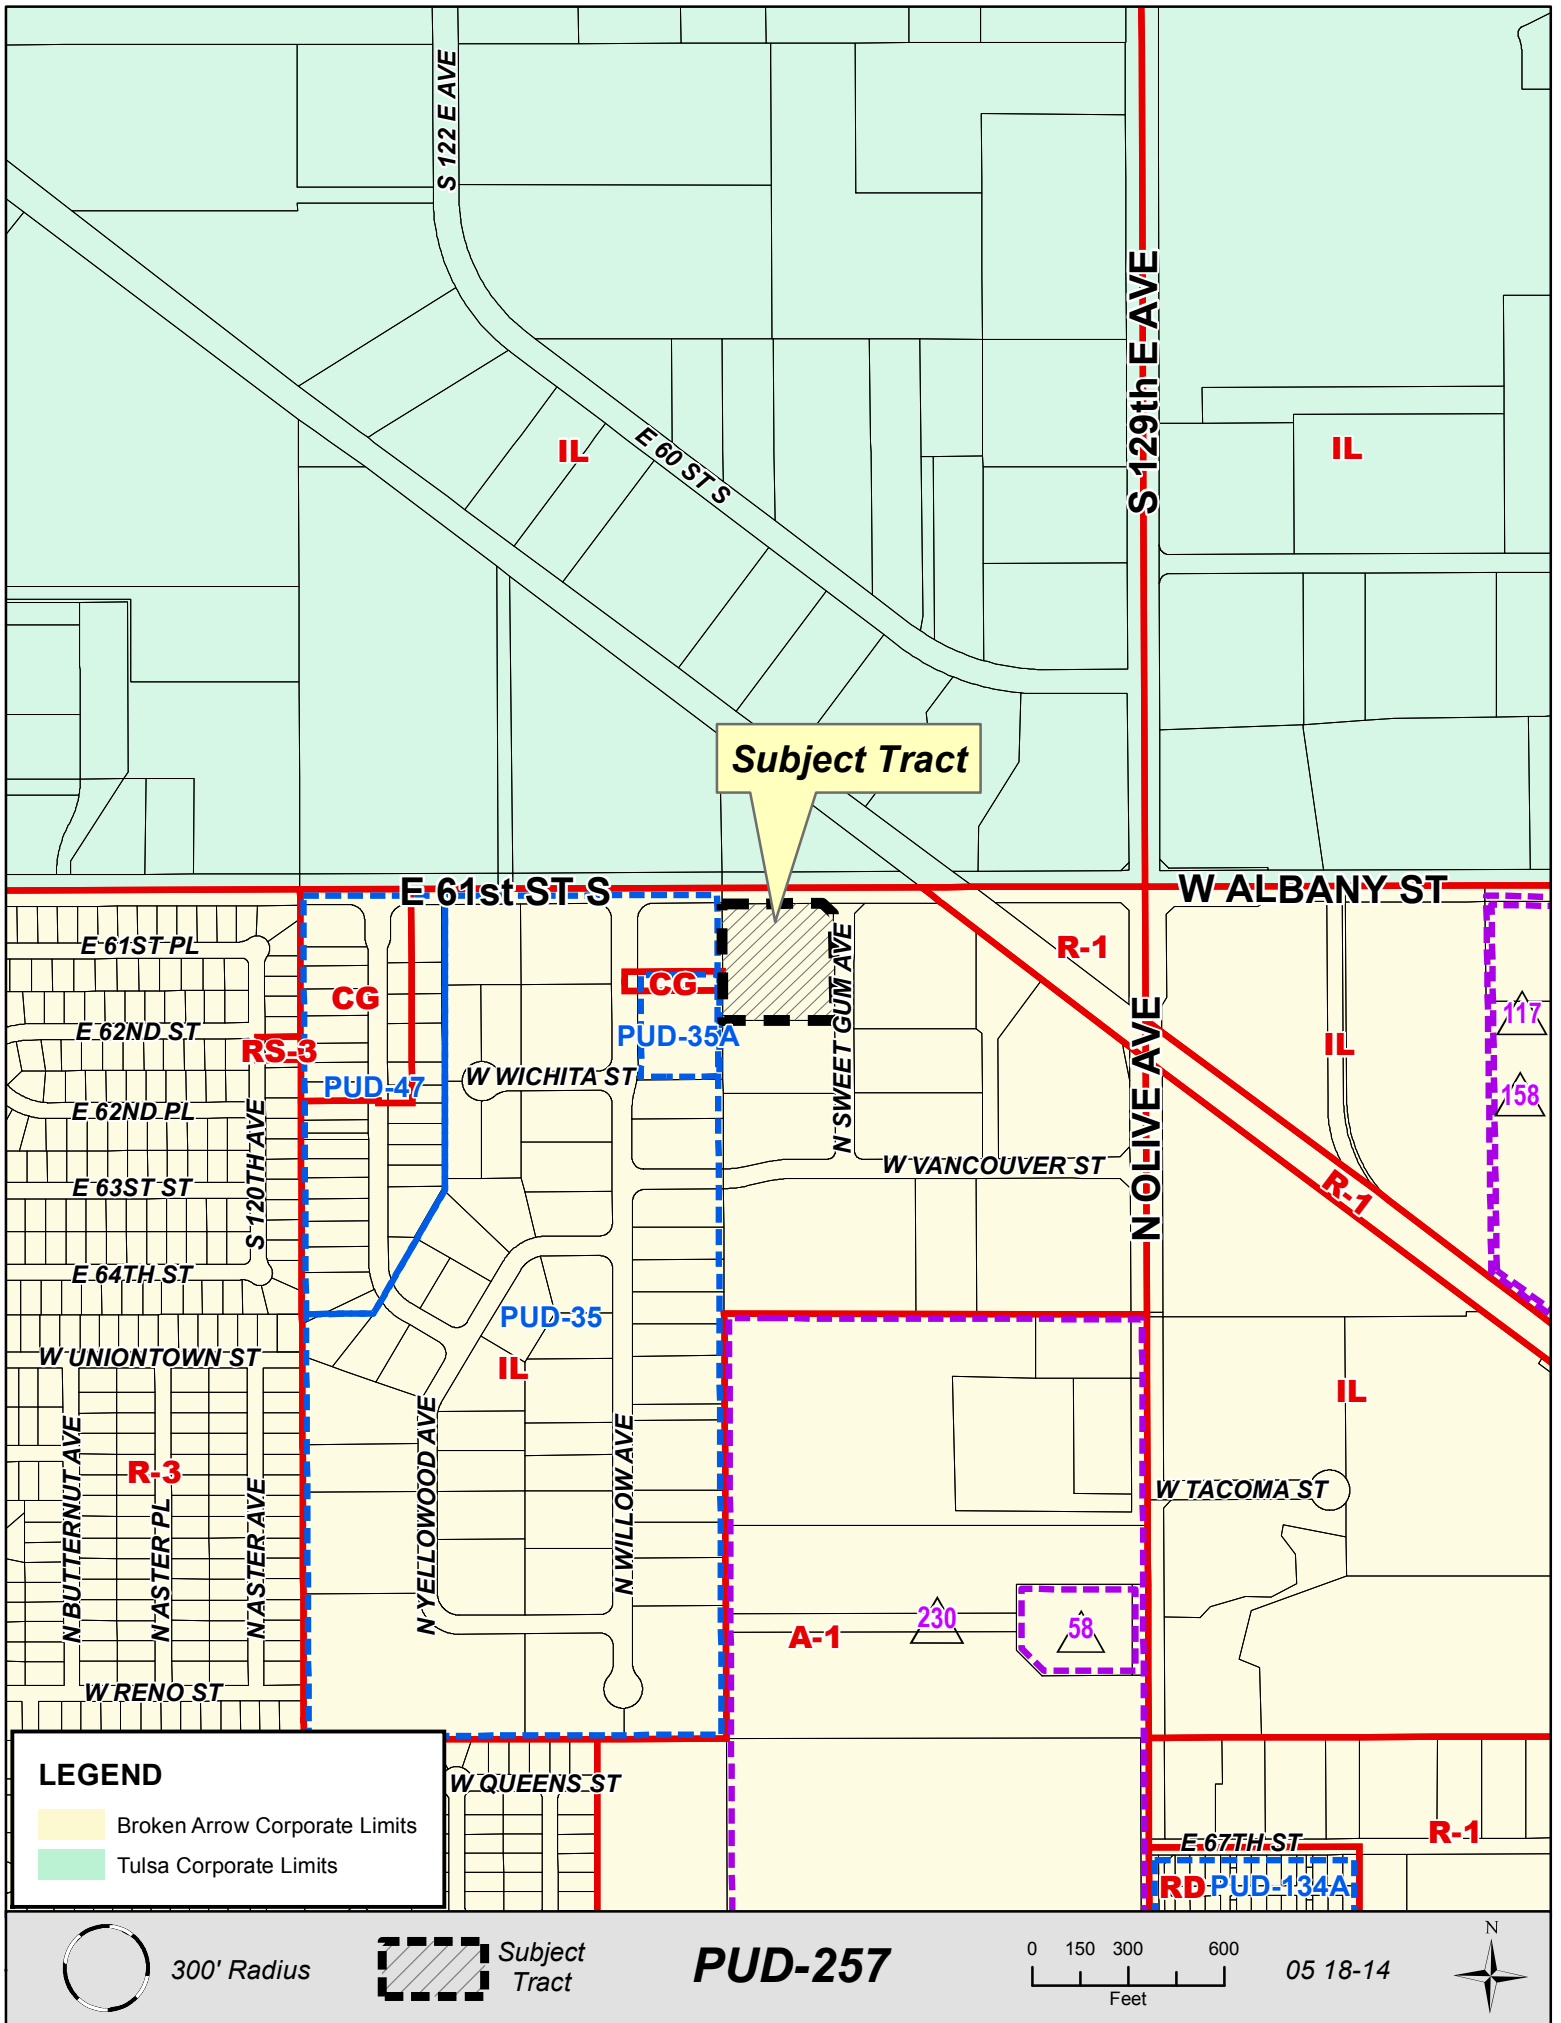 S 122 E AVE
S 129th E AVE
IL
E 60 ST S
IL
Subject Tract
E 61st ST S
W ALBANY ST
E 61ST PL
R-1
CG
CG
N SWEET GUM AVE
117
E 62ND ST
PUD-35A
IL
RS-3
W WICHITA ST
PUD-47
158
E 62ND PL
S 120TH AVE
N OLIVE AVE
W VANCOUVER ST
E 63ST ST
R-1
E 64TH ST
PUD-35
W UNIONTOWN ST
IL
IL
N BUTTERNUT AVE
R-3
N ASTER PL
N ASTER AVE
N YELLOWOOD AVE
N WILLOW AVE
W TACOMA ST
230
58
A-1
W RENO ST
W QUEENS ST
LEGEND
Broken Arrow Corporate Limits
Tulsa Corporate Limits
R-1
E 67TH ST
RD
PUD-134A
300' Radius
Subject
Tract
PUD-257
0 150 300 600
Feet
05 18-14
N